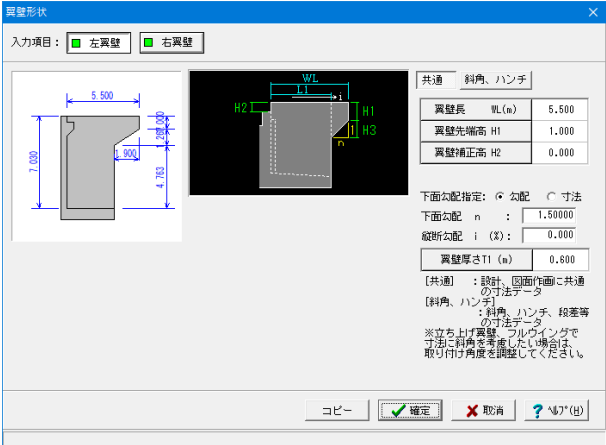 翼壁形状
入力項目： 左翼壁 右翼壁
5.500
1.000
1.267
1.900
7.030
4.763
WL
L1
i
H2
H1
1
H3
n
共通 斜角、ハンチ
翼壁長 WL(m) 5.500
翼壁先端高 H1 1.000
翼壁補正高 H2 0.000
下面勾配指定: 勾配 寸法
下面勾配 n : 1.50000
縦断勾配 i (%): 0.000
翼壁厚さT1 (m) 0.600
[共通] ：設計、図面作画に共通
の寸法データ
[斜角、ハンチ]
：斜角、ハンチ、段差等
の寸法データ
※立ち上げ翼壁、フルウイングで
寸法に斜角を考慮したい場合は、
取り付け角度を調整してください。
コピー 確定 取消 ? ﾍﾙﾌﾟ(H)